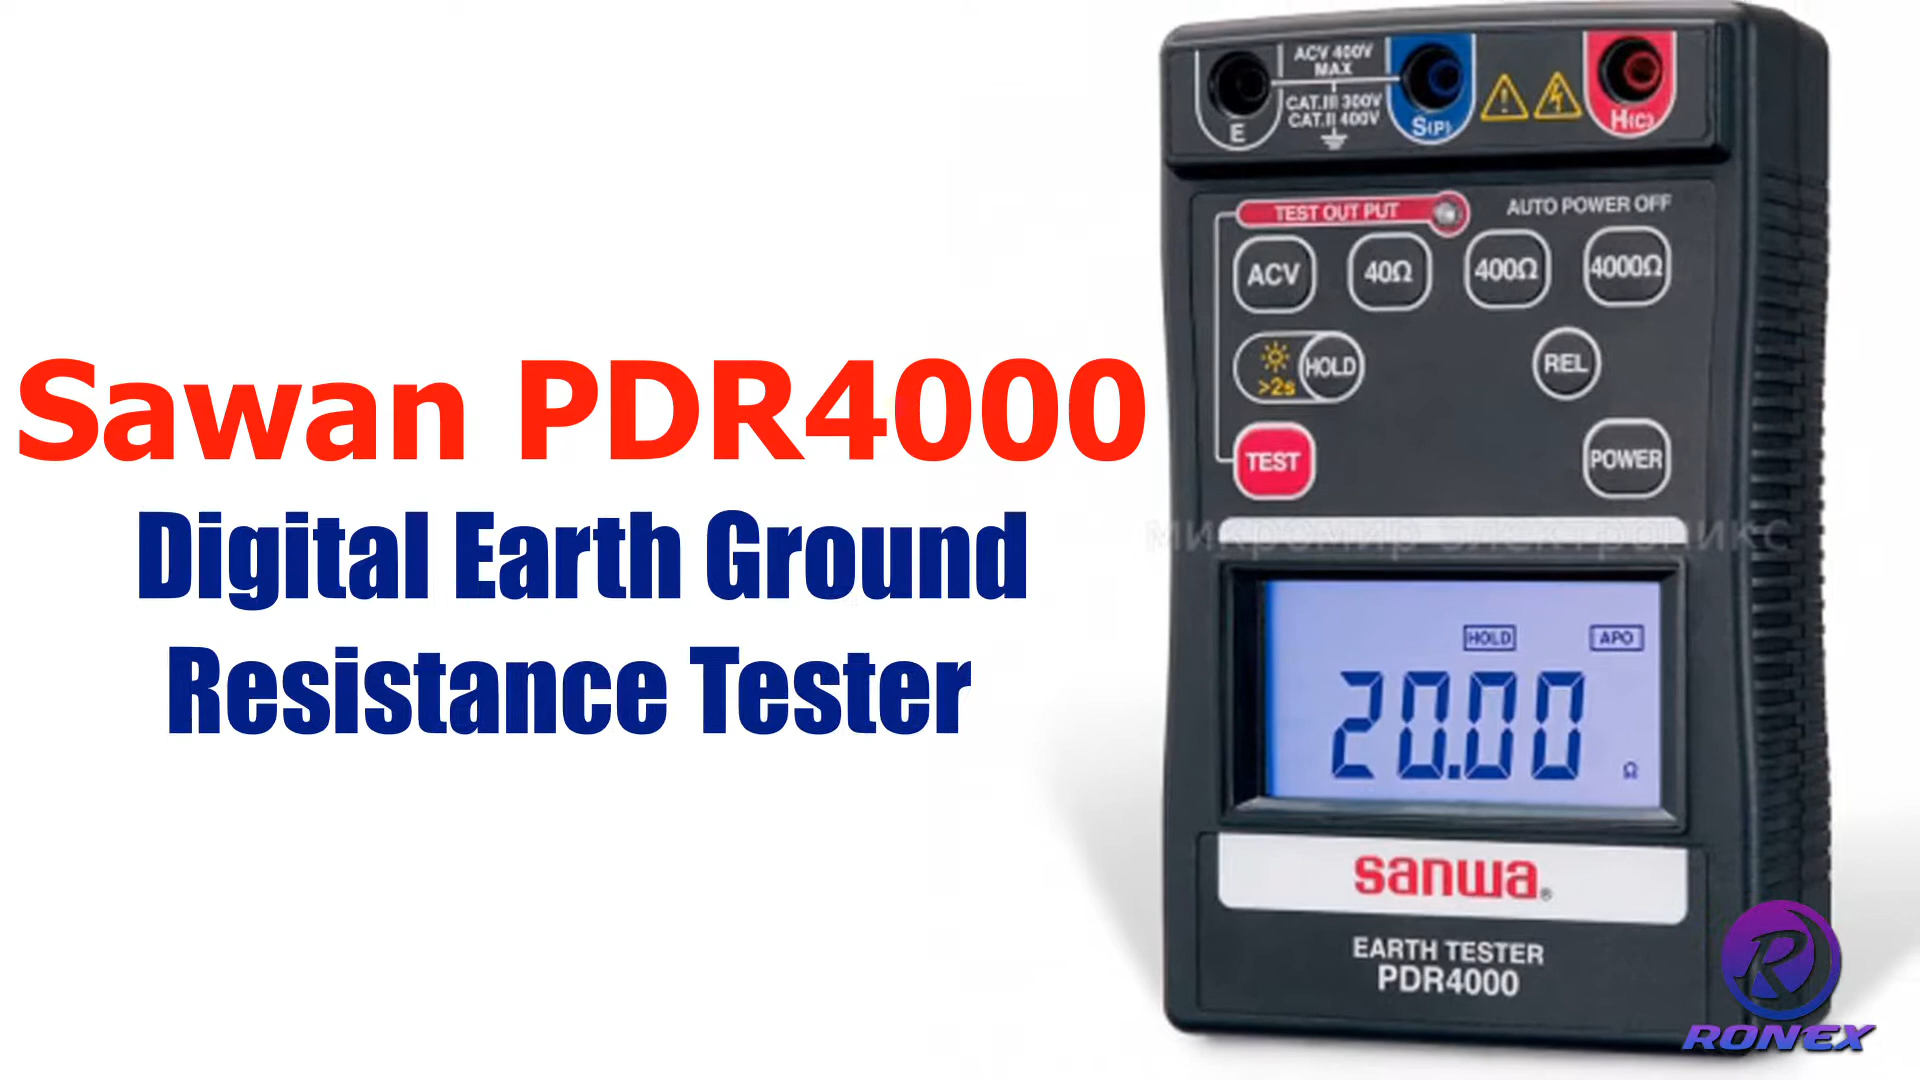 ACV 400V
MAX
CAT.III 300V
CAT.II 400V
E
S(P)
H(C)
TEST OUT PUT
AUTO POWER OFF
ACV
40Ω
400Ω
4000Ω
>2s
HOLD
REL
TEST
POWER
Sawan PDR4000
Digital Earth Ground
Resistance Tester
микромир электроникс
HOLD
APO
20.00
Ω
sanwa®
EARTH TESTER
PDR4000
R
RONEX